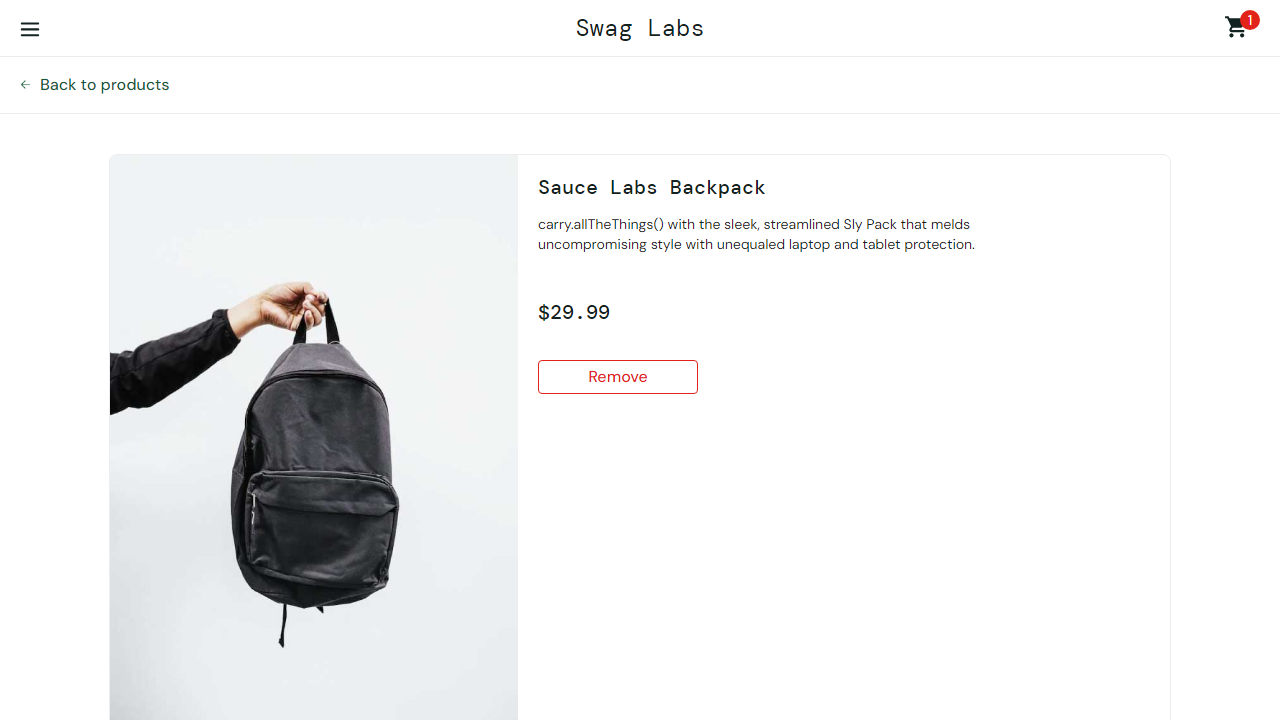 Swag Labs
1
Back to products
Sauce Labs Backpack
carry.allTheThings() with the sleek, streamlined Sly Pack that melds
uncompromising style with unequaled laptop and tablet protection.
$29.99
Remove